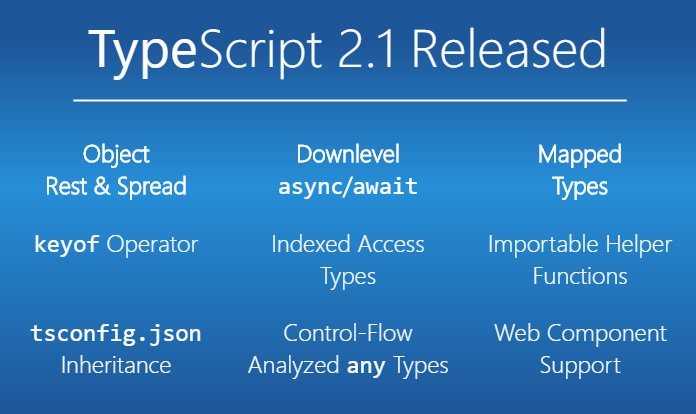 TypeScript 2.1 Released
Object
Rest & Spread
Downlevel
async/await
Mapped
Types
keyof Operator
Indexed Access
Types
Importable Helper
Functions
tsconfig.json
Inheritance
Control-Flow
Analyzed any Types
Web Component
Support